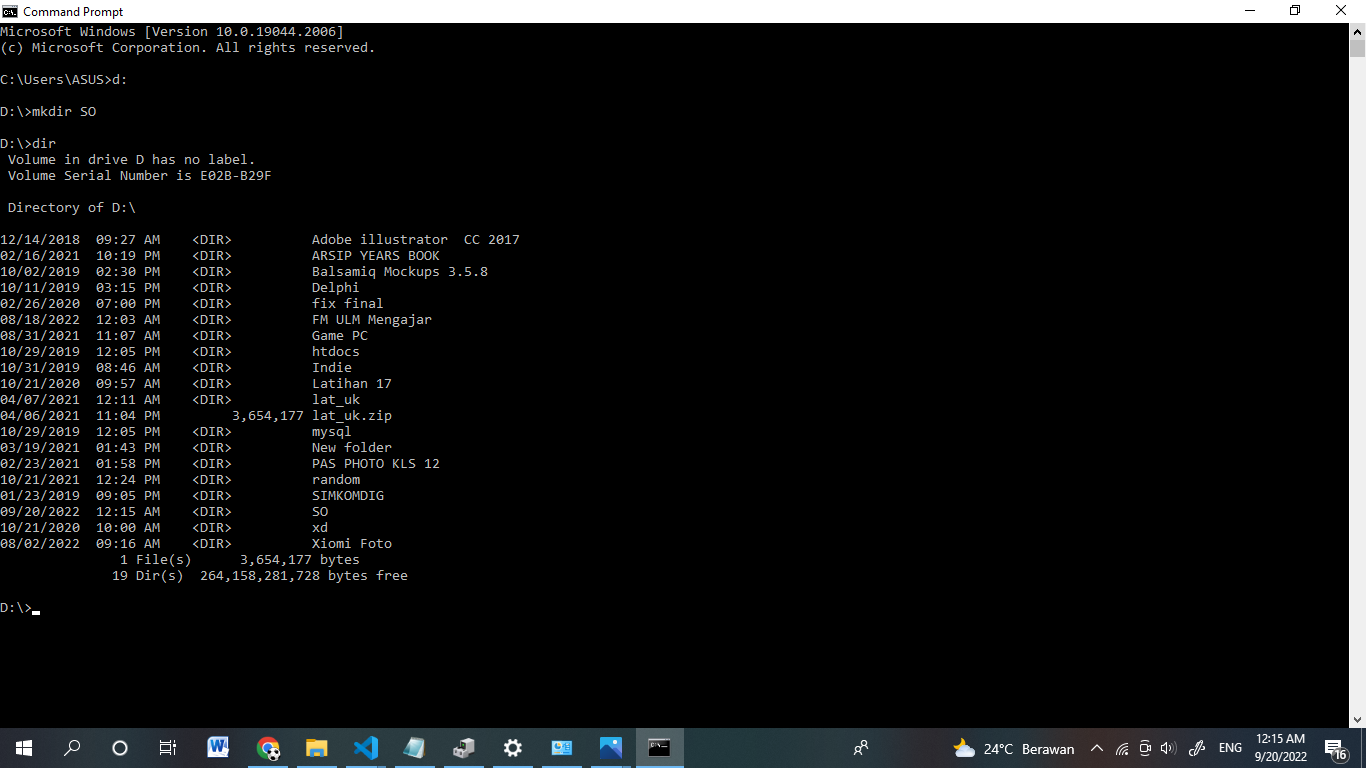 Command Prompt
Microsoft Windows [Version 10.0.19044.2006]
(c) Microsoft Corporation. All rights reserved.
C:\Users\ASUS>d:
D:\>mkdir SO
D:\>dir
 Volume in drive D has no label.
 Volume Serial Number is E02B-B29F
 Directory of D:\
12/14/2018  09:27 AM    <DIR>          Adobe illustrator  CC 2017
02/16/2021  10:19 PM    <DIR>          ARSIP YEARS BOOK
10/02/2019  02:30 PM    <DIR>          Balsamiq Mockups 3.5.8
10/11/2019  03:15 PM    <DIR>          Delphi
02/26/2020  07:00 PM    <DIR>          fix final
08/18/2022  12:03 AM    <DIR>          FM ULM Mengajar
08/31/2021  11:07 AM    <DIR>          Game PC
10/29/2019  12:05 PM    <DIR>          htdocs
10/31/2019  08:46 AM    <DIR>          Indie
10/21/2020  09:57 AM    <DIR>          Latihan 17
04/07/2021  12:11 AM    <DIR>          lat_uk
04/06/2021  11:04 PM         3,654,177 lat_uk.zip
10/29/2019  12:05 PM    <DIR>          mysql
03/19/2021  01:43 PM    <DIR>          New folder
02/23/2021  01:58 PM    <DIR>          PAS PHOTO KLS 12
10/21/2021  12:24 PM    <DIR>          random
01/23/2019  09:05 PM    <DIR>          SIMKOMDIG
09/20/2022  12:15 AM    <DIR>          SO
10/21/2020  10:00 AM    <DIR>          xd
08/02/2022  09:16 AM    <DIR>          Xiomi Foto
               1 File(s)      3,654,177 bytes
              19 Dir(s)  264,158,281,728 bytes free
D:\>
24°C Berawan ENG 12:15 AM
9/20/2022 16